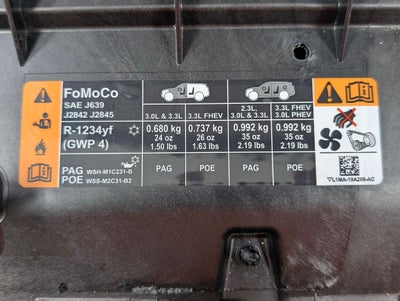 FoMoCo
SAE J639
J2842 J2845
R-1234yf
(GWP 4)
PAG WSH-M1C231-B
POE WSS-M2C31-B2
3.0L & 3.3L
3.3L FHEV
2.3L,
3.0L & 3.3L
3.3L FHEV
3.0L PHEV
0.680 kg
24 oz
1.50 lbs
0.737 kg
26 oz
1.63 lbs
0.992 kg
35 oz
2.19 lbs
0.992 kg
35 oz
2.19 lbs
PAG
POE
PAG
POE
L1MA-19A298-AC